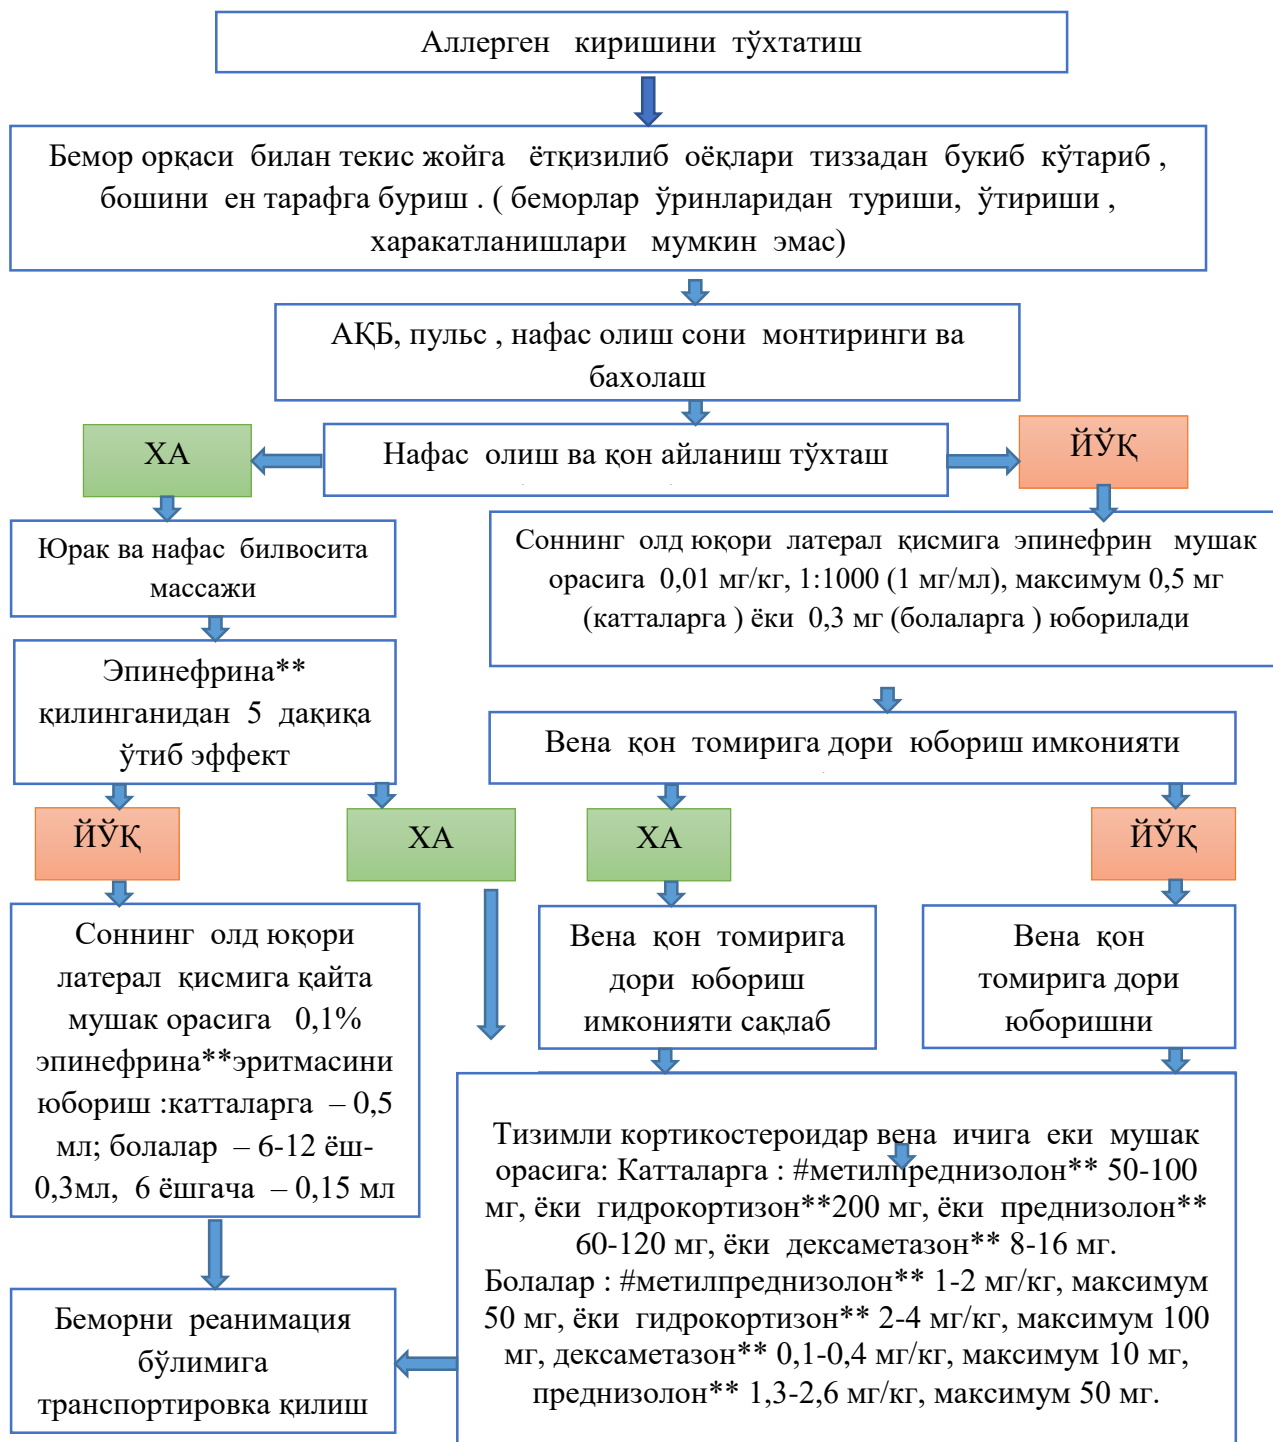 Аллерген киришини тўхтатиш
Бемор орқаси билан текис жойга ётқизилиб оёқлари тиззадан букиб кўтариб ,
бошини ен тарафга буриш . ( беморлар ўринларидан туриши, ўтириши ,
харакатланишлари мумкин эмас)
АҚБ, пульс , нафас олиш сони монтиринги ва
бахолаш
ХА
Нафас олиш ва қон айланиш тўхташ
ЙЎҚ
Юрак ва нафас билвосита
массажи
Соннинг олд юқори латерал қисмига эпинефрин мушак
орасига 0,01 мг/кг, 1:1000 (1 мг/мл), максимум 0,5 мг
(катталарга ) ёки 0,3 мг (болаларга ) юборилади
Эпинефрина**
қилинганидан 5 дақиқа
ўтиб эффект
Вена қон томирига дори юбориш имконияти
ЙЎҚ
ХА
ХА
ЙЎҚ
Соннинг олд юқори
латерал қисмига қайта
мушак орасига 0,1%
эпинефрина**эритмасини
юбориш :катталарга – 0,5
мл; болалар – 6-12 ёш-
0,3мл, 6 ёшгача – 0,15 мл
Вена қон томирига
дори юбориш
имконияти сақлаб
Вена қон
томирига дори
юборишни
Тизимли кортикостероидар вена ичига еки мушак
орасига: Катталарга : #метилпреднизолон** 50-100
мг, ёки гидрокортизон**200 мг, ёки преднизолон**
60-120 мг, ёки дексаметазон** 8-16 мг.
Болалар : #метилпреднизолон** 1-2 мг/кг, максимум
50 мг, ёки гидрокортизон** 2-4 мг/кг, максимум 100
мг, дексаметазон** 0,1-0,4 мг/кг, максимум 10 мг,
преднизолон** 1,3-2,6 мг/кг, максимум 50 мг.
Беморни реанимация
бўлимига
транспортировка қилиш